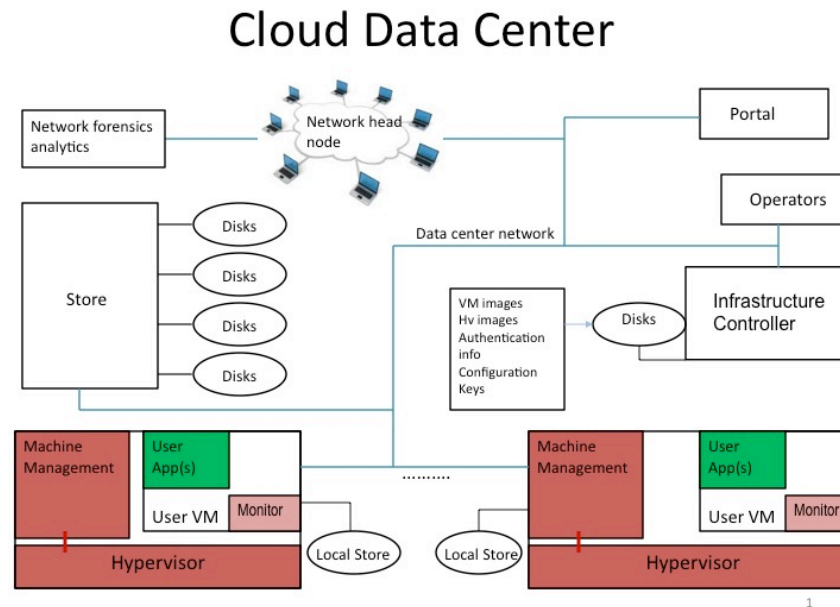 Cloud Data Center
Network forensics
analytics
Network head
node
Portal
Operators
Data center network
Store
Disks
Disks
Disks
Disks
VM images
Hv images
Authentication
info
Configuration
Keys
Disks
Infrastructure
Controller
Machine
Management
User
App(s)
User VM
Monitor
Hypervisor
Local Store
..........
Local Store
Machine
Management
User
App(s)
User VM
Monitor
Hypervisor
1